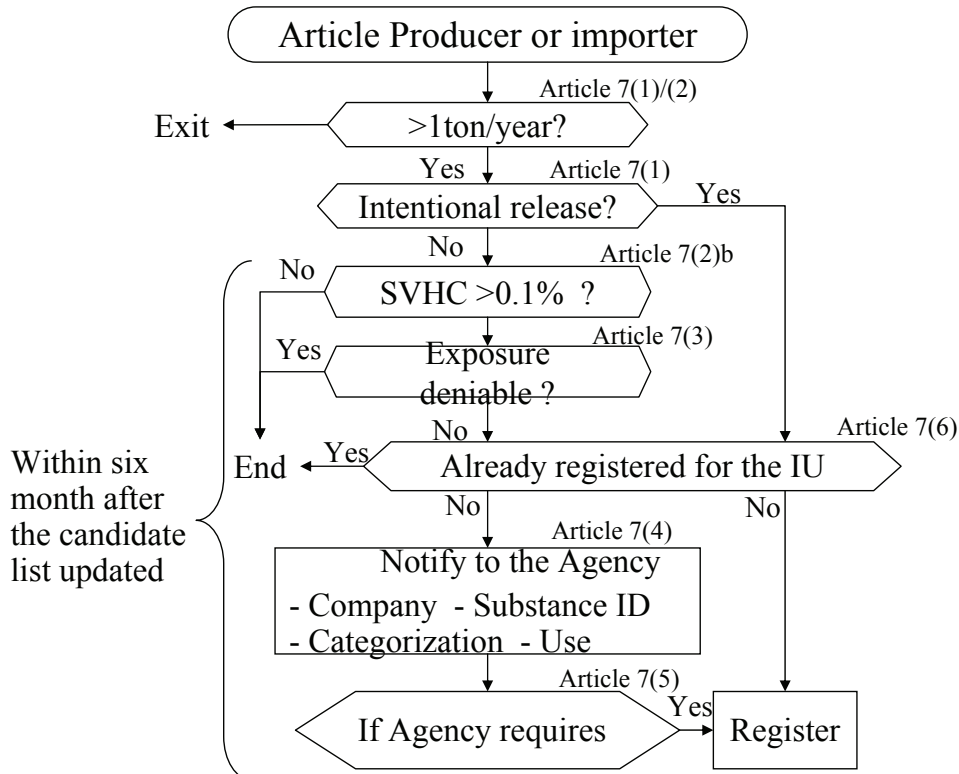 Article Producer or importer
Article 7(1)/(2)
Exit
>1ton/year?
Yes
Article 7(1)
Intentional release?
Yes
No
Article 7(2)b
No
SVHC >0.1% ?
Article 7(3)
Yes
Exposure
deniable ?
No
Article 7(6)
Yes
End
Already registered for the IU
Within six
month after
the candidate
list updated
No
No
Article 7(4)
Notify to the Agency
- Company - Substance ID
- Categorization - Use
Article 7(5)
If Agency requires
Yes
Register